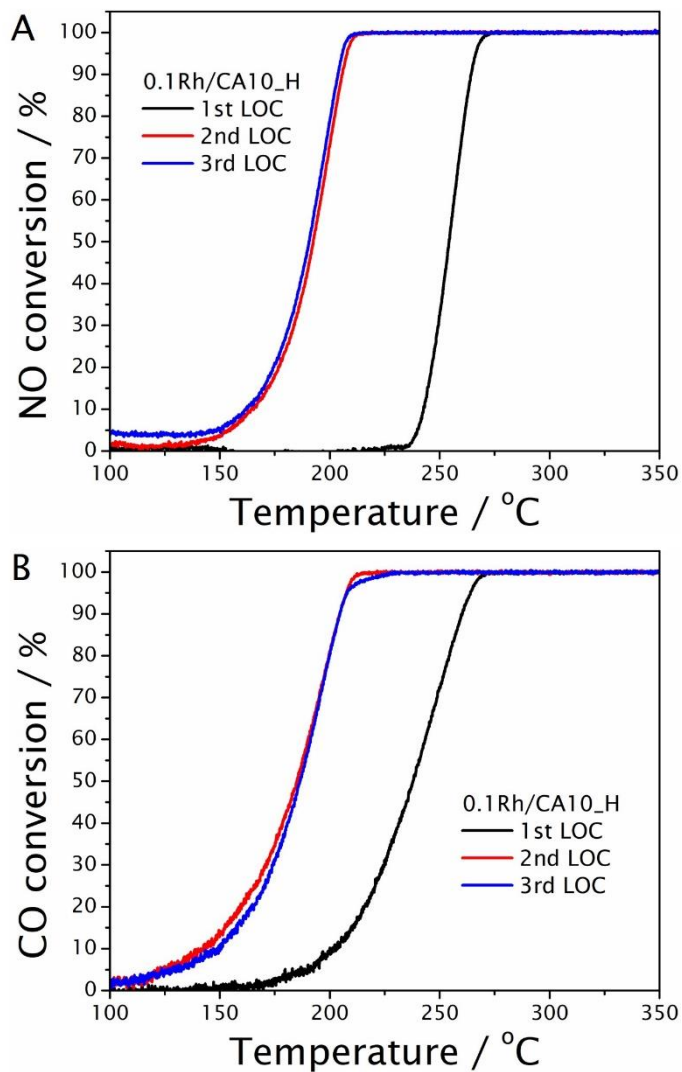 A
NO conversion / %
100
90
80
70
60
50
40
30
20
10
0
0.1Rh/CA10_H
1st LOC
2nd LOC
3rd LOC
100 150 200 250 300 350
Temperature / °C
B
CO conversion / %
100
90
80
70
60
50
40
30
20
10
0
0.1Rh/CA10_H
1st LOC
2nd LOC
3rd LOC
100 150 200 250 300 350
Temperature / °C